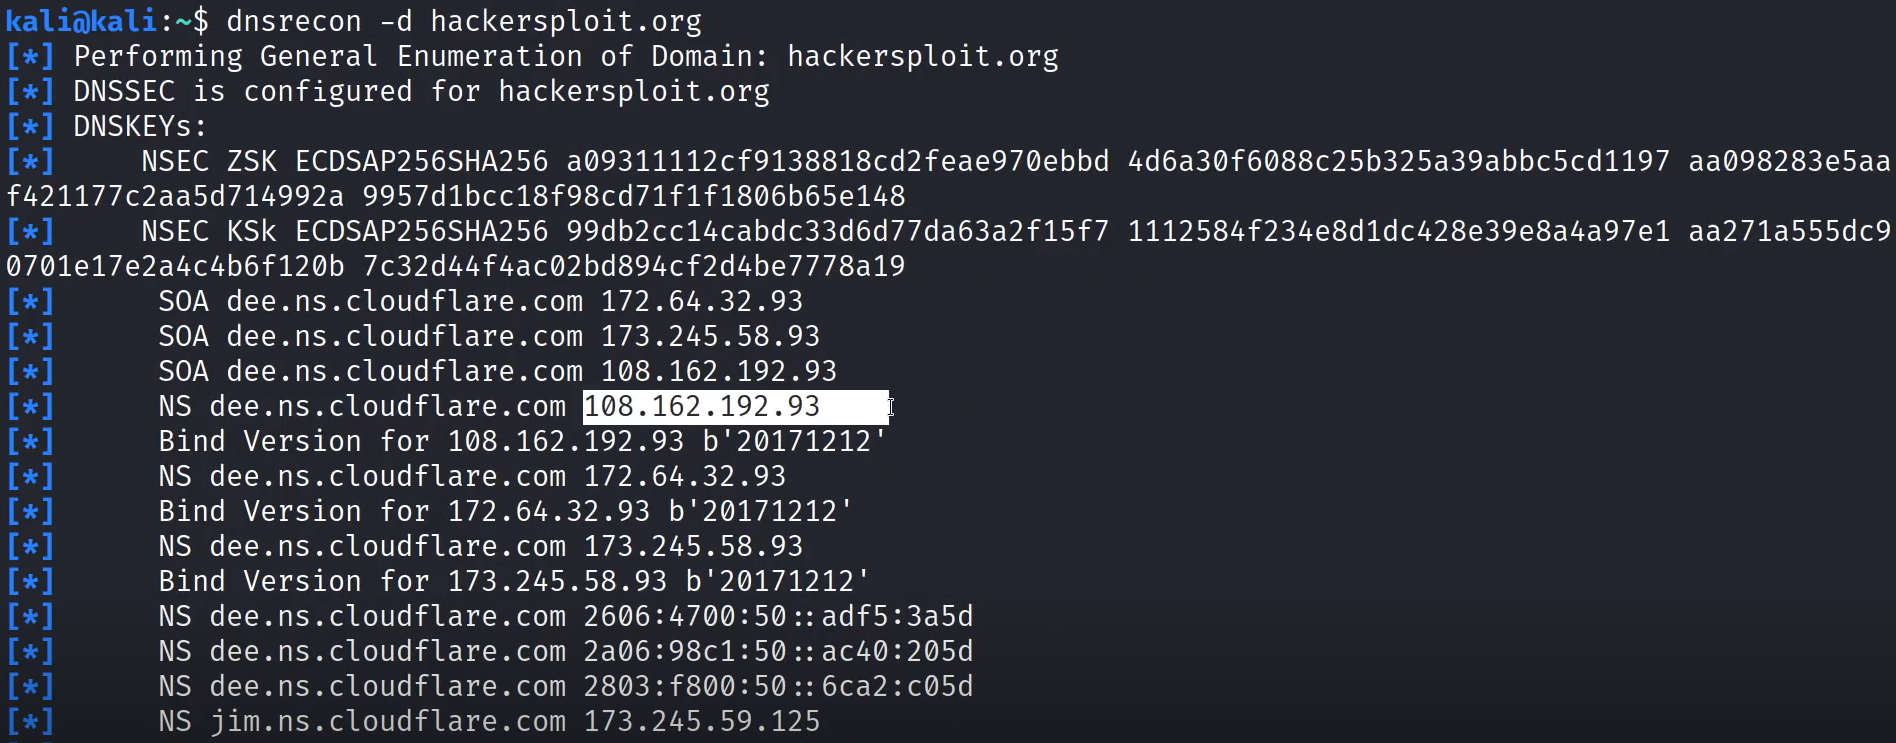 kali@kali:~$ dnsrecon -d hackersploit.org
[*] Performing General Enumeration of Domain: hackersploit.org
[*] DNSSEC is configured for hackersploit.org
[*] DNSKEYs:
[*]     NSEC ZSK ECDSAP256SHA256 a09311112cf9138818cd2feae970ebbd 4d6a30f6088c25b325a39abbc5cd1197 aa098283e5aa
f421177c2aa5d714992a 9957d1bcc18f98cd71f1f1806b65e148
[*]     NSEC KSk ECDSAP256SHA256 99db2cc14cabdc33d6d77da63a2f15f7 1112584f234e8d1dc428e39e8a4a97e1 aa271a555dc9
0701e17e2a4c4b6f120b 7c32d44f4ac02bd894cf2d4be7778a19
[*]      SOA dee.ns.cloudflare.com 172.64.32.93
[*]      SOA dee.ns.cloudflare.com 173.245.58.93
[*]      SOA dee.ns.cloudflare.com 108.162.192.93
[*]      NS dee.ns.cloudflare.com 108.162.192.93
[*]      Bind Version for 108.162.192.93 b'20171212'
[*]      NS dee.ns.cloudflare.com 172.64.32.93
[*]      Bind Version for 172.64.32.93 b'20171212'
[*]      NS dee.ns.cloudflare.com 173.245.58.93
[*]      Bind Version for 173.245.58.93 b'20171212'
[*]      NS dee.ns.cloudflare.com 2606:4700:50::adf5:3a5d
[*]      NS dee.ns.cloudflare.com 2a06:98c1:50::ac40:205d
[*]      NS dee.ns.cloudflare.com 2803:f800:50::6ca2:c05d
[*]      NS jim.ns.cloudflare.com 173.245.59.125